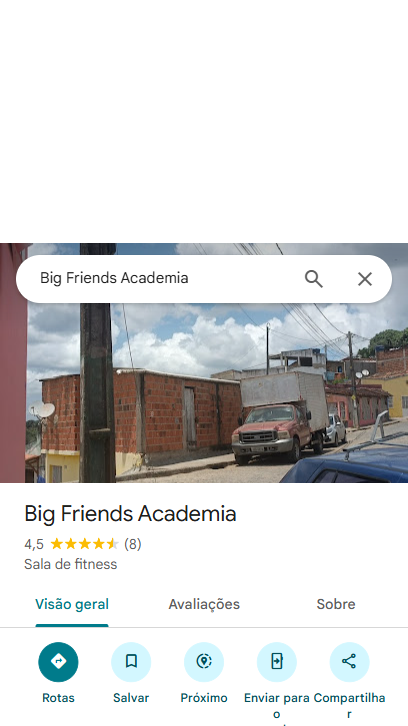 Big Friends Academia
Big Friends Academia
4,5 (8)
Sala de fitness
Visão geral Avaliações Sobre
Rotas Salvar Próximo Enviar para o Compartilhar